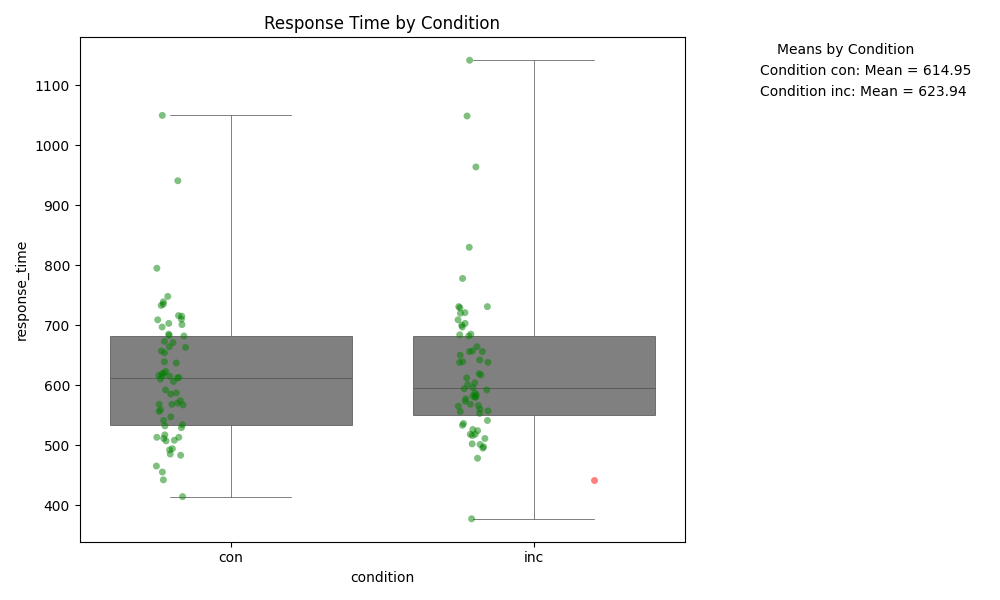 Response Time by Condition
Means by Condition
Condition con: Mean = 614.95
Condition inc: Mean = 623.94
response_time
1100
1000
900
800
700
600
500
400
con
inc
condition